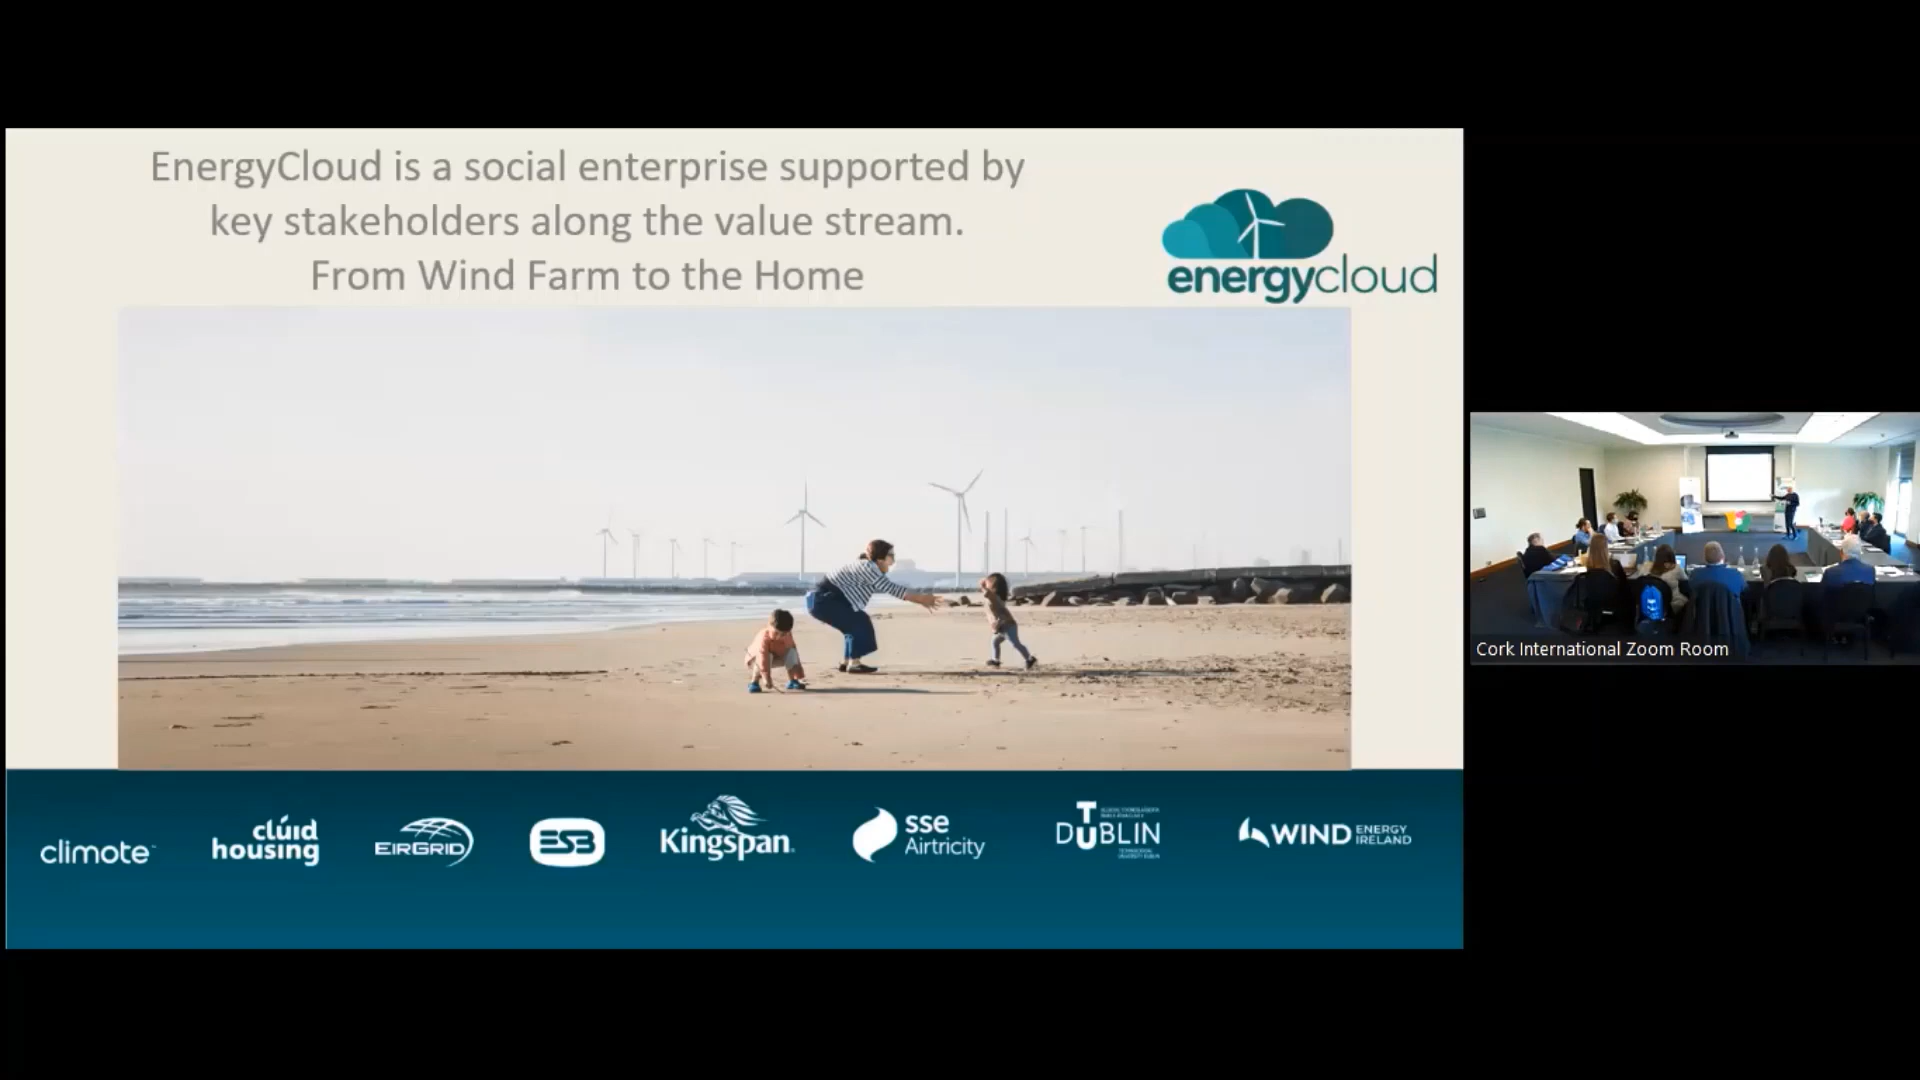 EnergyCloud is a social enterprise supported by
key stakeholders along the value stream.
From Wind Farm to the Home
energycloud
climote
clúid
housing
EIRGRID
ESB
Kingspan.
sse
Airtricity
T
U
DUBLIN
WIND ENERGY
IRELAND
Cork International Zoom Room